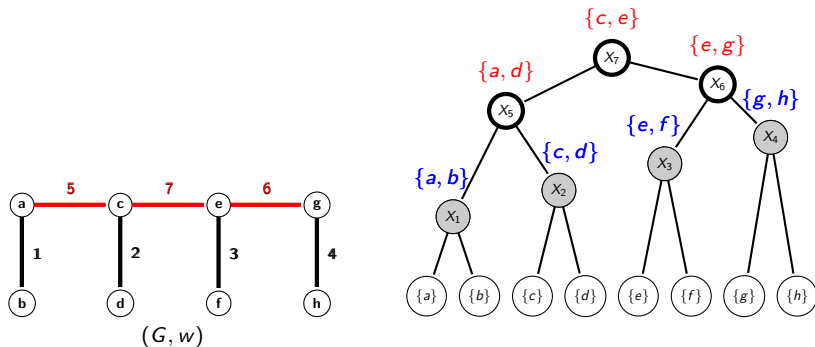 {c, e}
{e, g}
{a, d}
X₇
X₆
X₅
{g, h}
{e, f}
{c, d}
{a, b}
X₄
X₃
X₂
X₁
5 7 6
a c e g
1 2 3 4
b d f h
{a} {b} {c} {d} {e} {f} {g} {h}
(G, w)